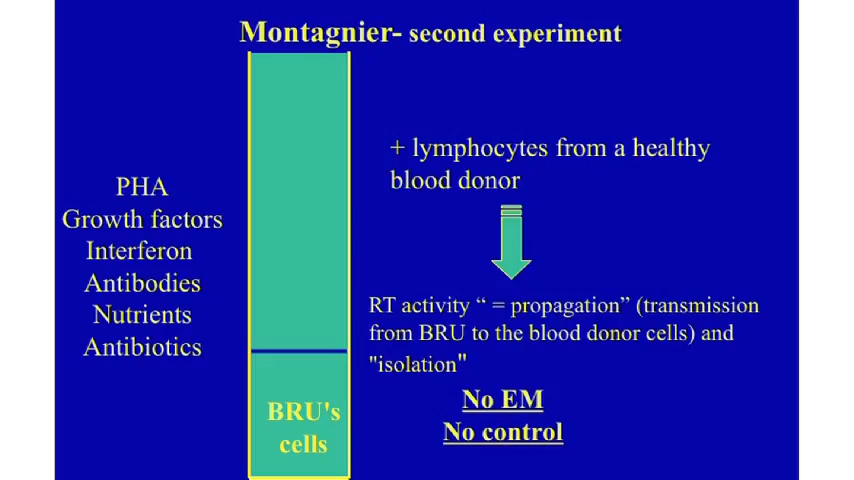 Montagnier- second experiment
+ lymphocytes from a healthy
blood donor
PHA
Growth factors
Interferon
Antibodies
Nutrients
Antibiotics
RT activity “ = propagation” (transmission
from BRU to the blood donor cells) and
"isolation"
BRU's
cells
No EM
No control